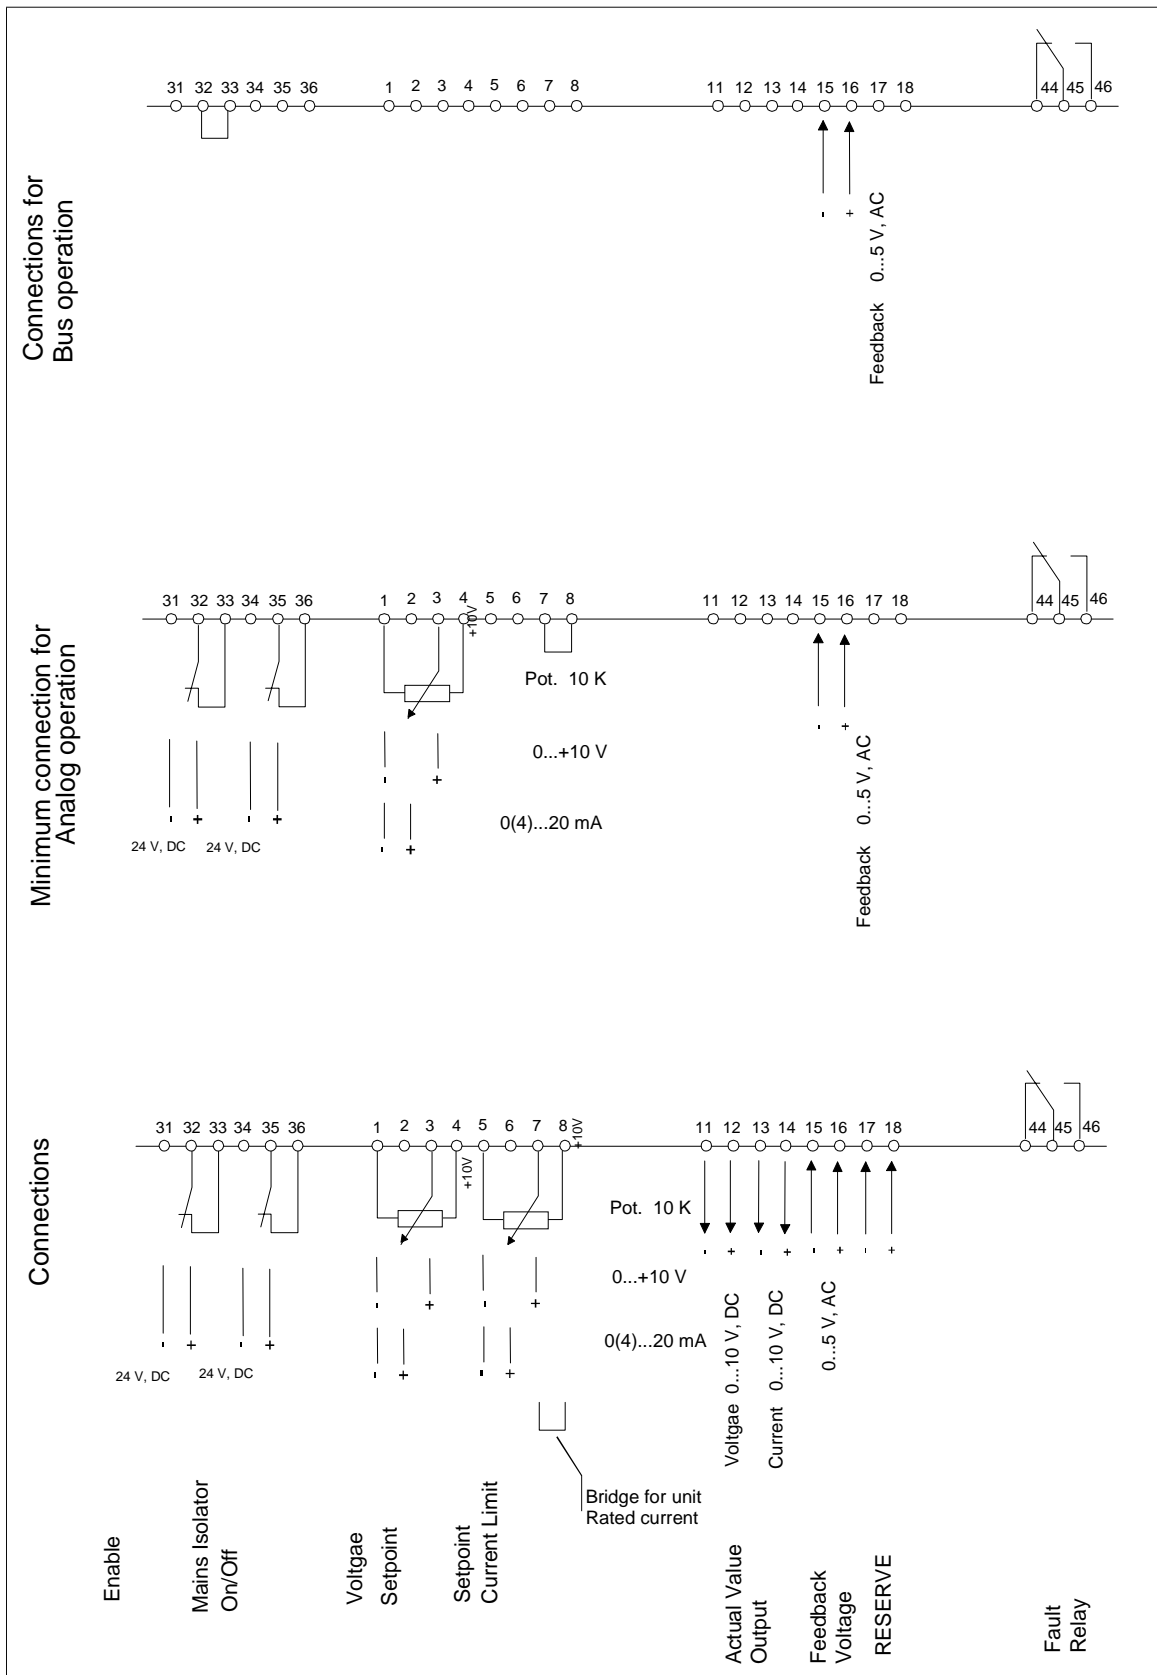 Connections for
Bus operation
31 32 33 34 35 36 1 2 3 4 5 6 7 8 11 12 13 14 15 16 17 18 44 45 46
- +
Feedback 0...5 V, AC
Minimum connection for
Analog operation
31 32 33 34 35 36 1 2 3 4 5 6 7 8 11 12 13 14 15 16 17 18 44 45 46
+10V
Pot. 10 K
- + 0...+10 V
- + - +
24 V, DC 24 V, DC
0(4)...20 mA
- +
- +
Feedback 0...5 V, AC
Connections
31 32 33 34 35 36 1 2 3 4 5 6 7 8 11 12 13 14 15 16 17 18 44 45 46
+10V
+10V
Pot. 10 K
- + - + - + - +
- + - + 0...+10 V
- + - +
24 V, DC 24 V, DC
0(4)...20 mA
- + - +
Voltgae 0...10 V, DC
Current 0...10 V, DC
0...5 V, AC
Bridge for unit
Rated current
Enable
Mains Isolator
On/Off
Voltgae
Setpoint
Setpoint
Current Limit
Actual Value
Output
Feedback
Voltage
RESERVE
Fault
Relay